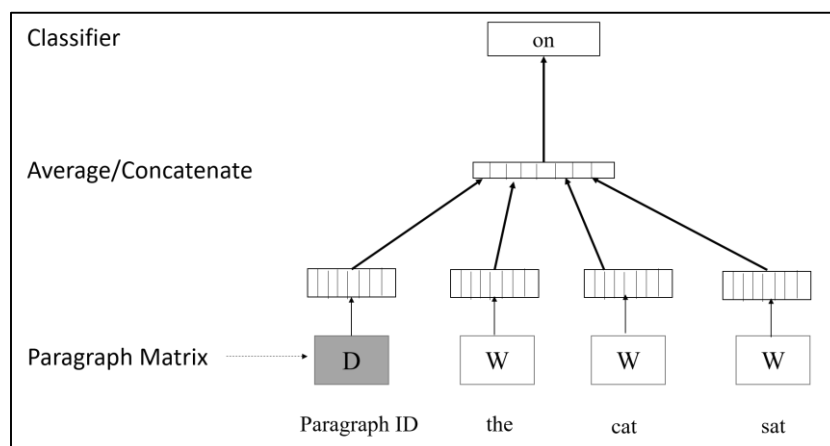 Classifier
on
Average/Concatenate
Paragraph Matrix
D
W
W
W
Paragraph ID
the
cat
sat